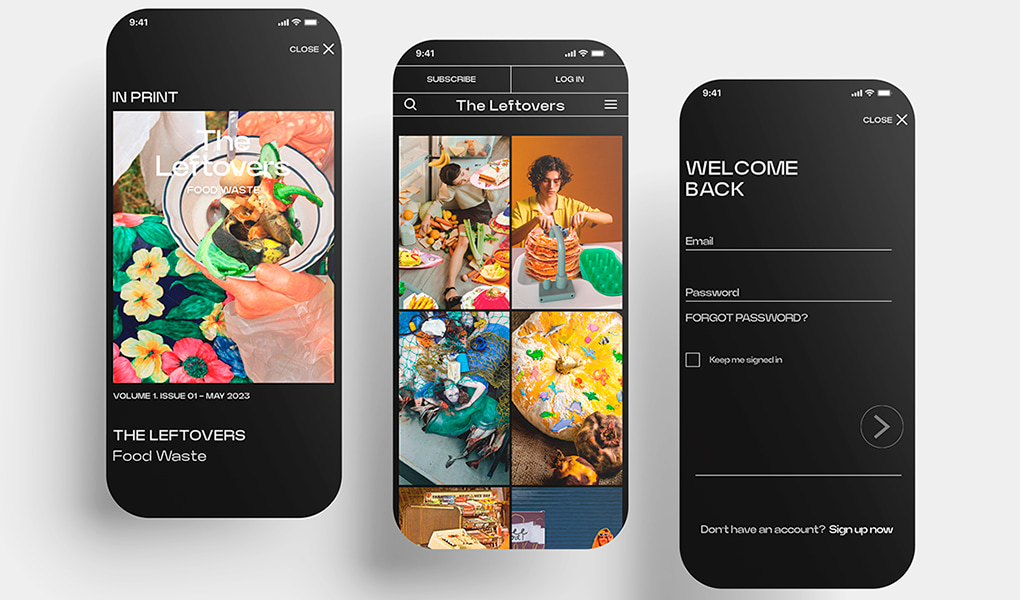 9:41
CLOSE
IN PRINT
The
Leftovers
FOOD WASTE
VOLUME 1. ISSUE 01 – MAY 2023
THE LEFTOVERS
Food Waste
9:41
SUBSCRIBE
LOG IN
The Leftovers
9:41
CLOSE
WELCOME
BACK
Email
Password
FORGOT PASSWORD?
Keep me signed in
Don't have an account? Sign up now